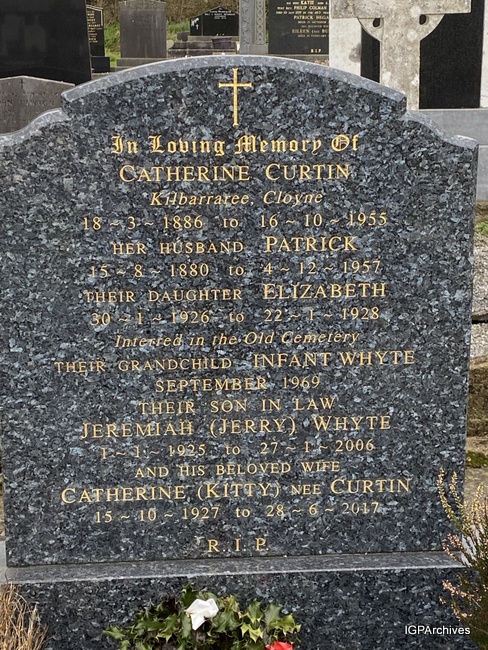 In Loving Memory Of
CATHERINE CURTIN
Kilbarraree, Cloyne
18 ~ 3 ~ 1886 to 16 ~ 10 ~ 1955
HER HUSBAND PATRICK
15 ~ 8 ~ 1880 to 4 ~ 12 ~ 1957
THEIR DAUGHTER ELIZABETH
30 ~ 1 ~ 1926 to 22 ~ 1 ~ 1928
Interred in the Old Cemetery
THEIR GRANDCHILD INFANT WHYTE
SEPTEMBER 1969
THEIR SON IN LAW
JEREMIAH (JERRY) WHYTE
1 ~ 1 ~ 1925 to 27 ~ 1 ~ 2006
AND HIS BELOVED WIFE
CATHERINE (KITTY) NEE CURTIN
15 ~ 10 ~ 1927 to 28 ~ 6 ~ 2017
R. I. P.
IGPArchives